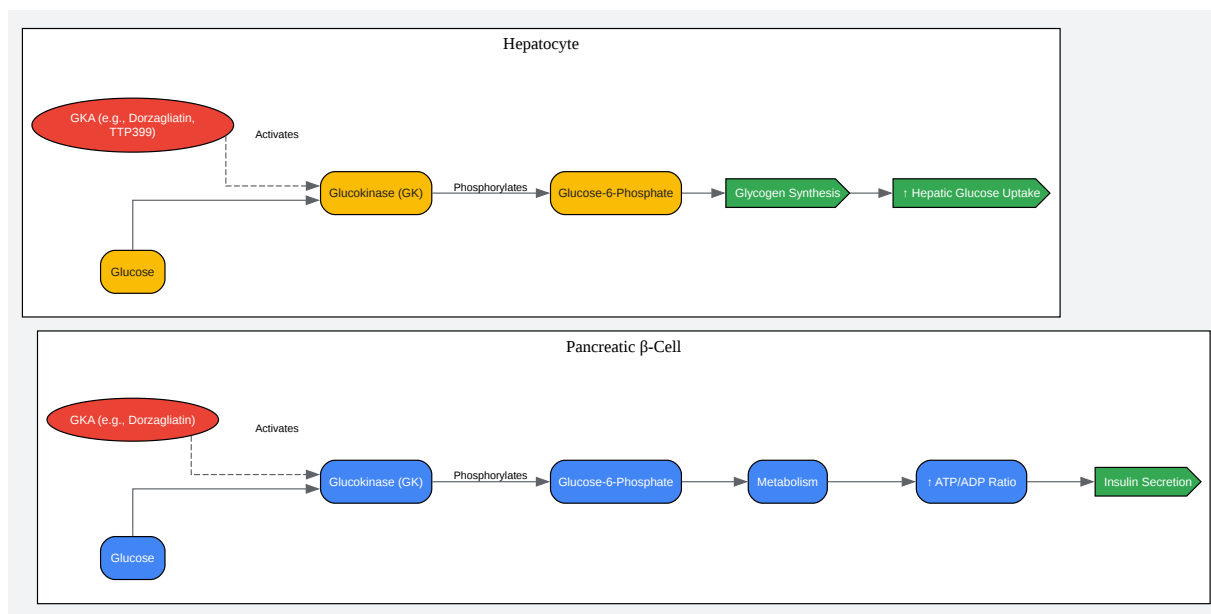 Hepatocyte
GKA (e.g., Dorzagliatin,
TTP399)
Activates
Glucokinase (GK)
Phosphorylates
Glucose-6-Phosphate
Glycogen Synthesis
↑ Hepatic Glucose Uptake
Glucose
Pancreatic β-Cell
GKA (e.g., Dorzagliatin)
Activates
Glucokinase (GK)
Phosphorylates
Glucose-6-Phosphate
Metabolism
↑ ATP/ADP Ratio
Insulin Secretion
Glucose